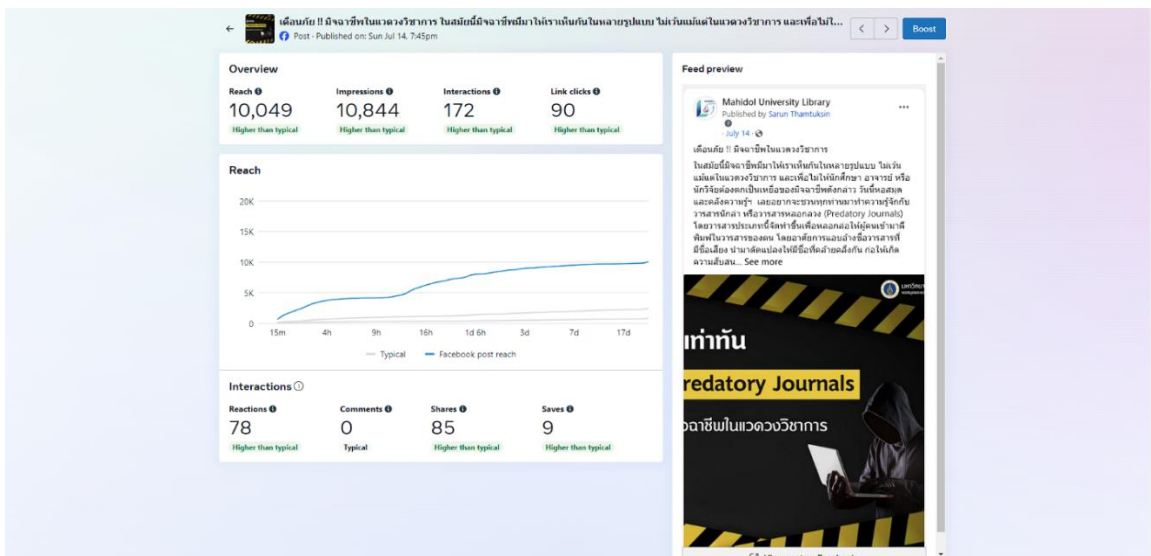 เตือนภัย !! มิจฉาชีพในแวดวงวิชาการ ในสมัยนี้มิจฉาชีพมีมาให้เราเห็นกันในหลายรูปแบบ ไม่เว้นแม้แต่ในแวดวงวิชาการ และเพื่อไม่ใ...
Post · Published on: Sun Jul 14, 7:45pm
Boost
Overview
Reach
Impressions
Interactions
Link clicks
10,049
10,844
172
90
Higher than typical
Higher than typical
Higher than typical
Higher than typical
Reach
20K
15K
10K
5K
0
15m 4h 9h 16h 1d 6h 3d 7d 17d
Typical
Facebook post reach
Interactions
Reactions
Comments
Shares
Saves
78
0
85
9
Higher than typical
Typical
Higher than typical
Higher than typical
Feed preview
Mahidol University Library
Published by Sarun Thamtuksin
· July 14 ·
เตือนภัย !! มิจฉาชีพในแวดวงวิชาการ
ในสมัยนี้มิจฉาชีพมีมาให้เราเห็นกันในหลายรูปแบบ ไม่เว้น
แม้แต่ในแวดวงวิชาการ และเพื่อไม่ให้นักศึกษา อาจารย์ หรือ
นักวิจัยต้องตกเป็นเหยื่อของมิจฉาชีพดังกล่าว วันนี้หอสมุด
และคลังความรู้ฯ เลยอยากจะชวนทุกท่านมาทำความรู้จักกับ
วารสารนักล่า หรือวารสารหลอกลวง (Predatory Journals)
โดยวารสารประเภทนี้จัดทำขึ้นเพื่อหลอกล่อให้ผู้คนเข้ามาตี
พิมพ์ในวารสารของตน โดยอาศัยการแอบอ้างชื่อวารสารที่
มีชื่อเสียง นำมาดัดแปลงให้มีชื่อที่คล้ายคลึงกัน ก่อให้เกิด
ความสับสน... See more
เท่าทัน
redatory Journals
จฉาชีพในแวดวงวิชาการ